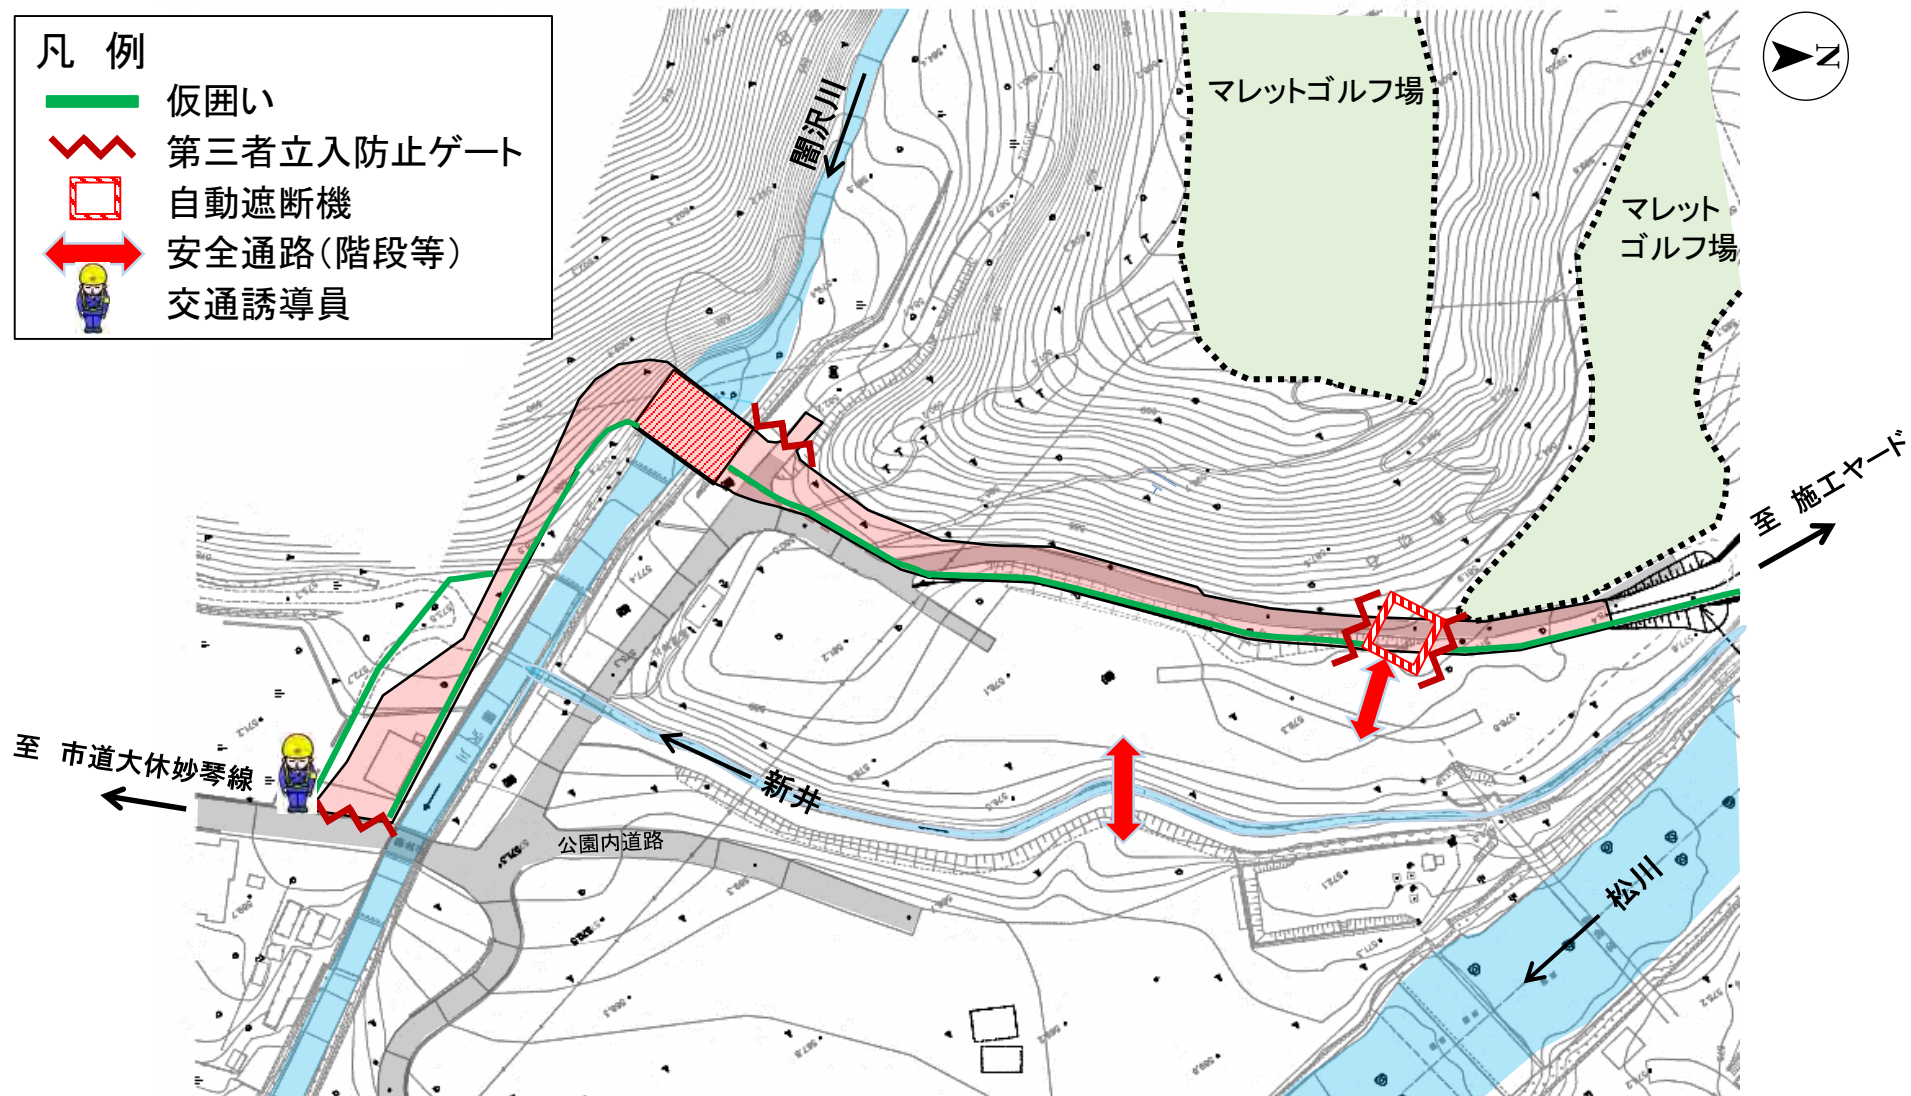 凡 例
仮囲い
第三者立入防止ゲート
自動遮断機
安全通路(階段等)
交通誘導員
闇沢川
マレットゴルフ場
N
マレット
ゴルフ場
至 施工ヤード
至 市道大休妙琴線
新井
公園内道路
松川